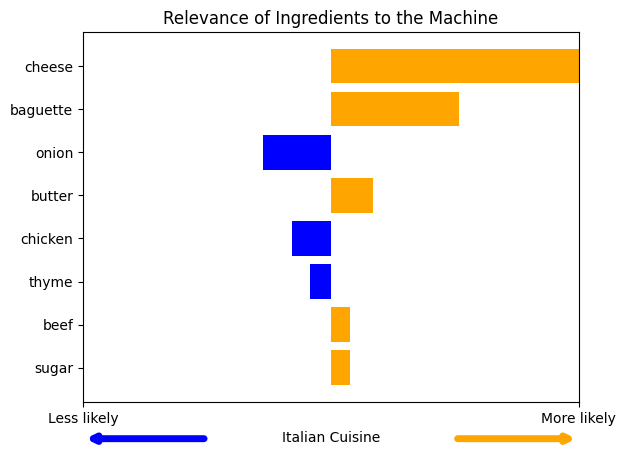 Relevance of Ingredients to the Machine
cheese
baguette
onion
butter
chicken
thyme
beef
sugar
Less likely More likely
Italian Cuisine